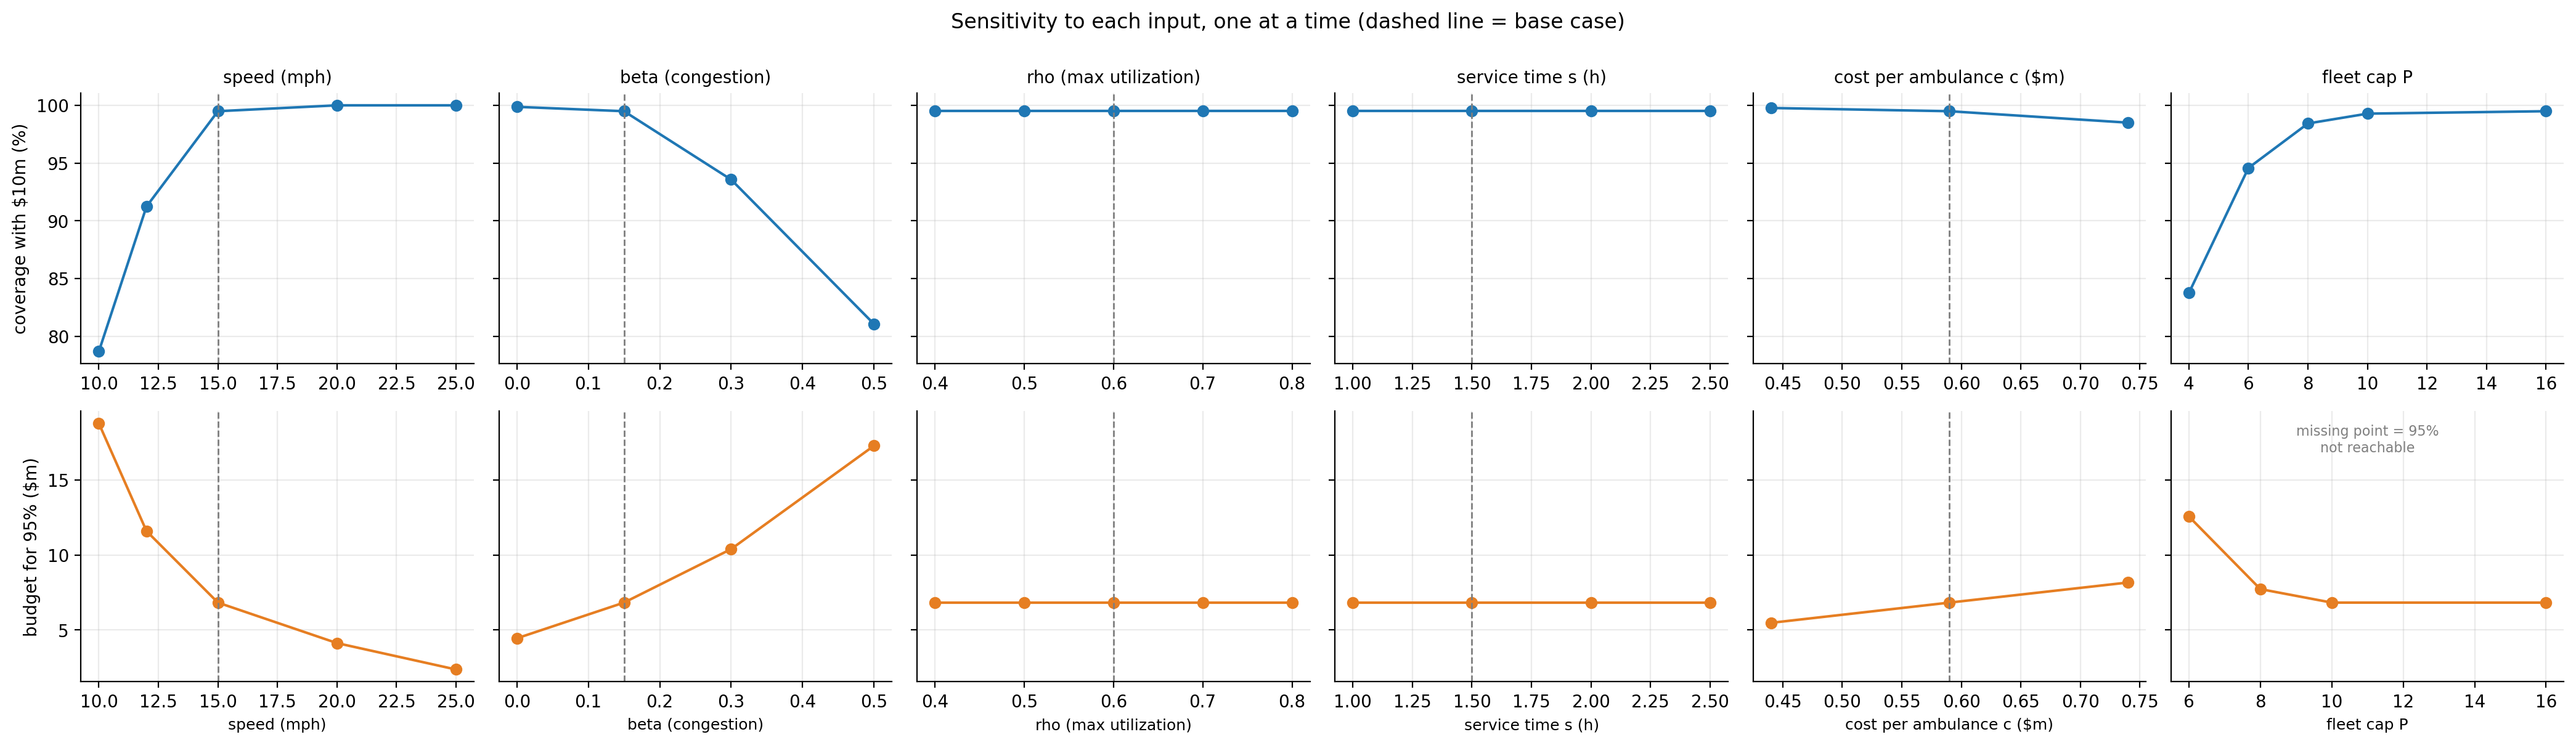 Sensitivity to each input, one at a time (dashed line = base case)
speed (mph)
beta (congestion)
rho (max utilization)
service time s (h)
cost per ambulance c ($m)
fleet cap P
coverage with $10m (%)
100
95
90
85
80
10.0 12.5 15.0 17.5 20.0 22.5 25.0
0.0 0.1 0.2 0.3 0.4 0.5
0.4 0.5 0.6 0.7 0.8
1.00 1.25 1.50 1.75 2.00 2.25 2.50
0.45 0.50 0.55 0.60 0.65 0.70 0.75
4 6 8 10 12 14 16
budget for 95% ($m)
15
10
5
missing point = 95%
not reachable
10.0 12.5 15.0 17.5 20.0 22.5 25.0
0.0 0.1 0.2 0.3 0.4 0.5
0.4 0.5 0.6 0.7 0.8
1.00 1.25 1.50 1.75 2.00 2.25 2.50
0.45 0.50 0.55 0.60 0.65 0.70 0.75
6 8 10 12 14 16
speed (mph)
beta (congestion)
rho (max utilization)
service time s (h)
cost per ambulance c ($m)
fleet cap P